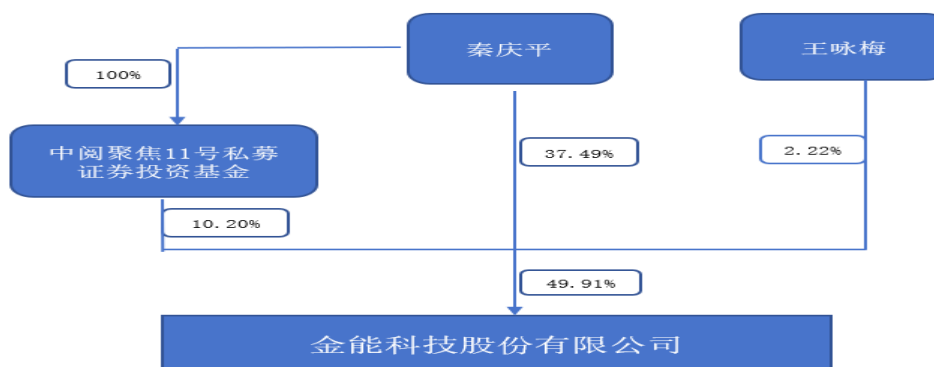 秦庆平
王咏梅
100%
中阅聚焦11号私募
证券投资基金
37.49%
2.22%
10.20%
49.91%
金能科技股份有限公司